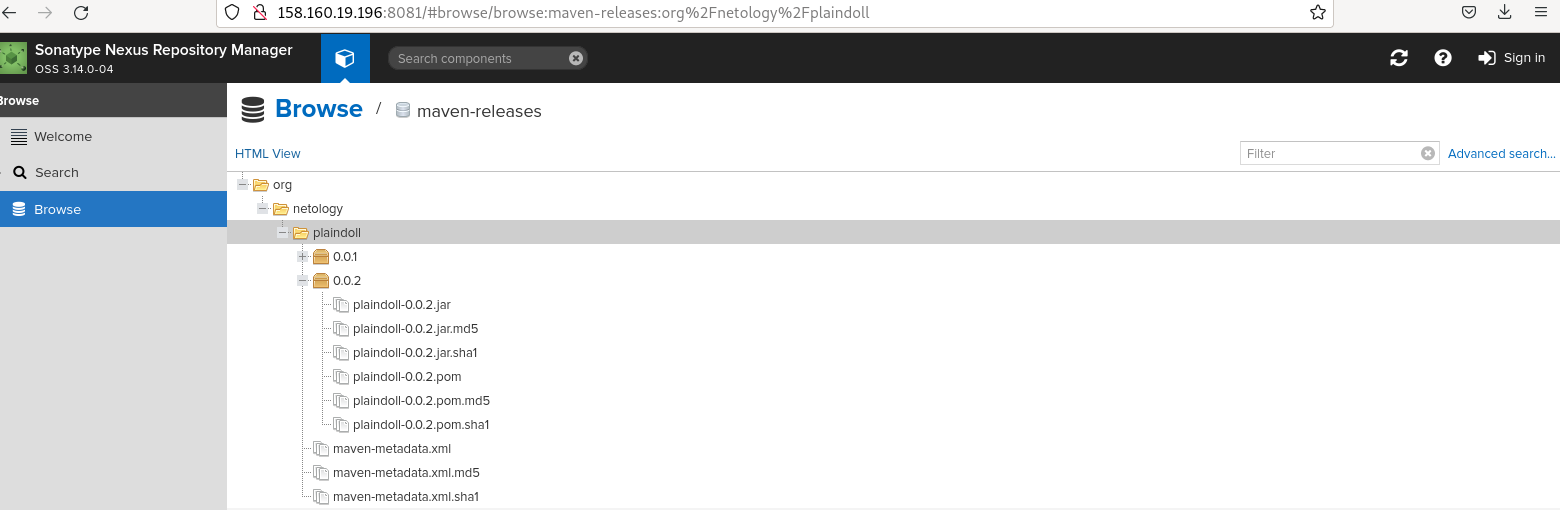 158.160.19.196:8081/#browse/browse:maven-releases:org%2Fnetology%2Fplaindoll
Sonatype Nexus Repository Manager
OSS 3.14.0-04
Search components
Sign in
Browse
Welcome
Search
Browse
Browse / maven-releases
HTML View
Filter
Advanced search...
org
netology
plaindoll
0.0.1
0.0.2
plaindoll-0.0.2.jar
plaindoll-0.0.2.jar.md5
plaindoll-0.0.2.jar.sha1
plaindoll-0.0.2.pom
plaindoll-0.0.2.pom.md5
plaindoll-0.0.2.pom.sha1
maven-metadata.xml
maven-metadata.xml.md5
maven-metadata.xml.sha1